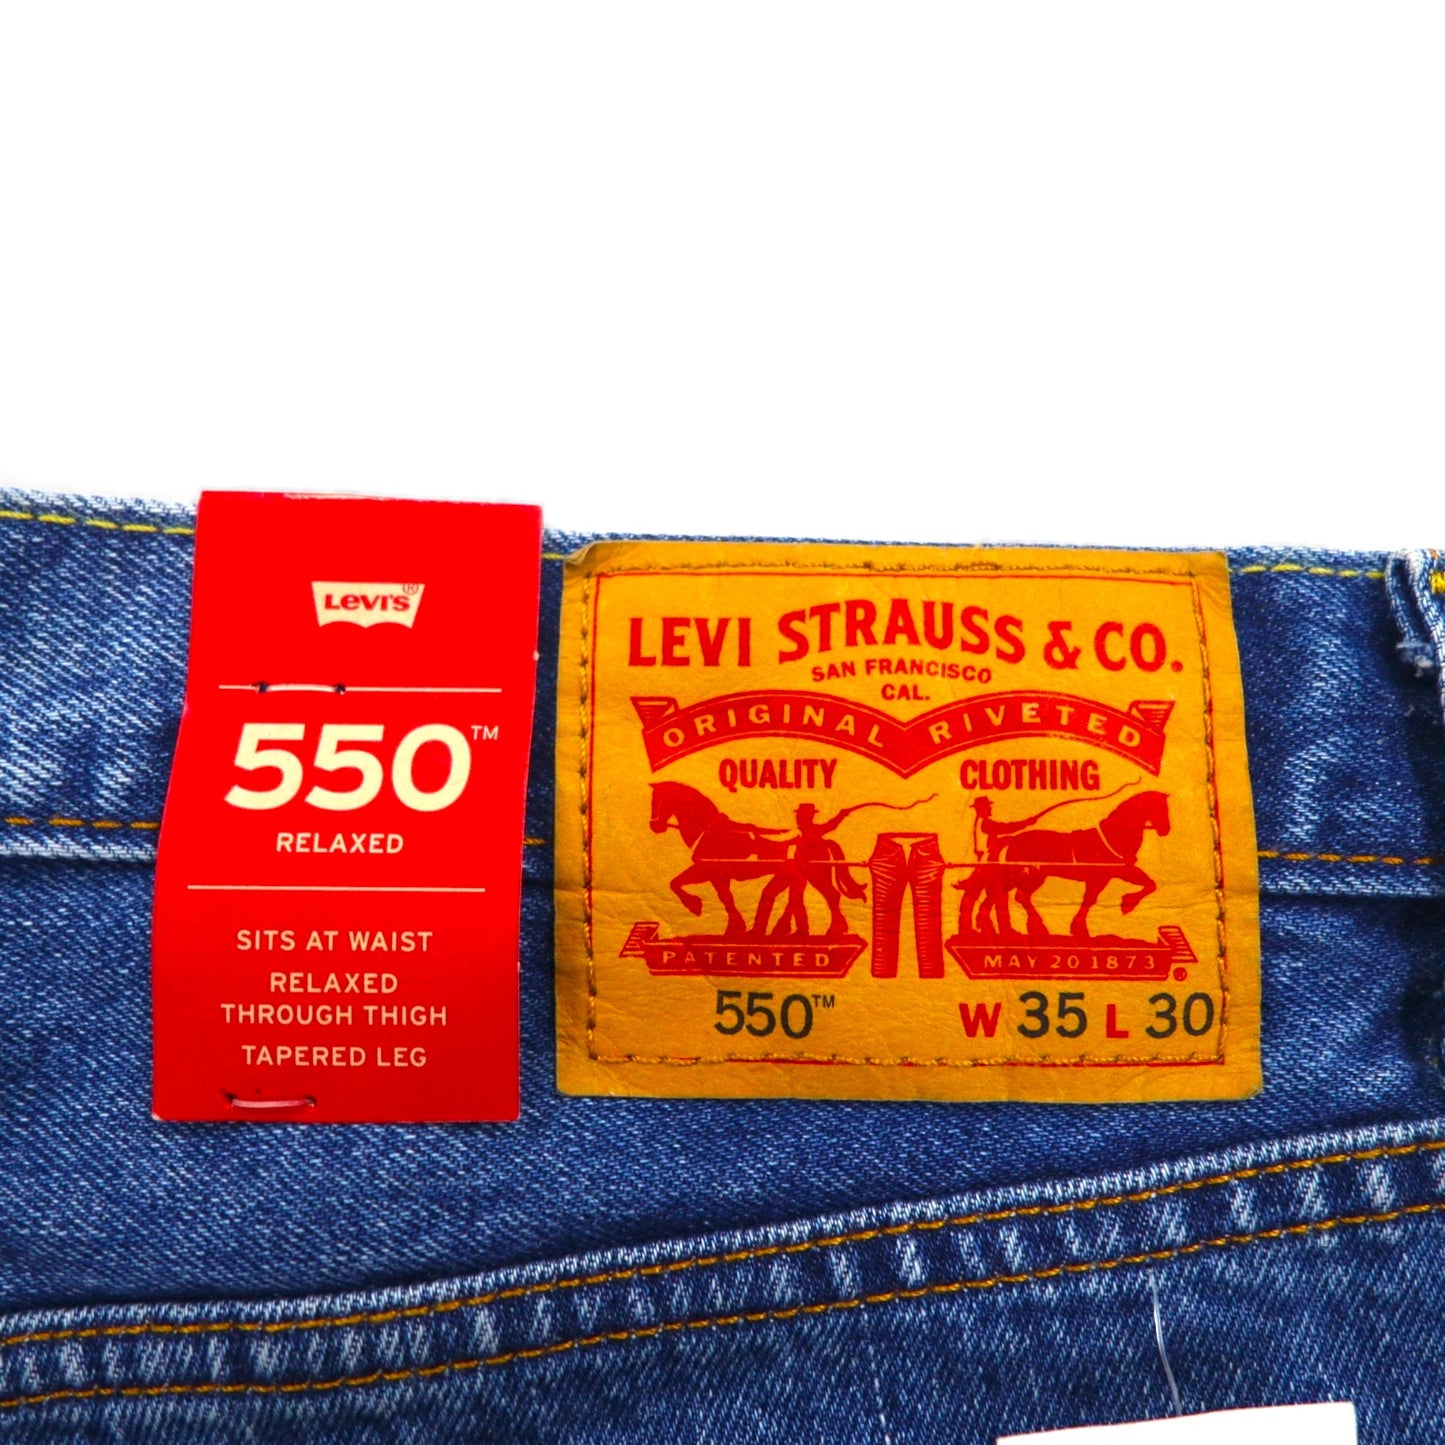 Levi's®
550™
RELAXED
SITS AT WAIST
RELAXED
THROUGH THIGH
TAPERED LEG
LEVI STRAUSS & CO.
SAN FRANCISCO
CAL.
ORIGINAL RIVETED
QUALITY CLOTHING
PATENTED MAY 20 1873 ®
550™ W 35 L 30